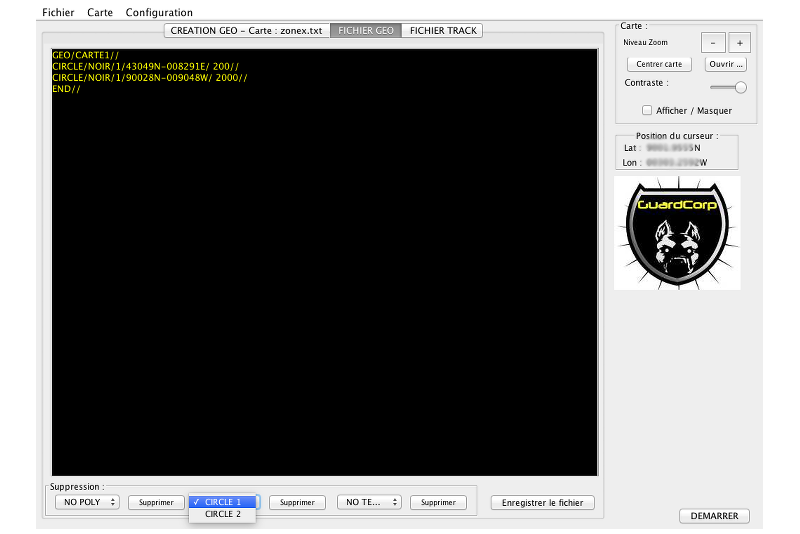 Fichier Carte Configuration
CREATION GEO - Carte : zonex.txt FICHIER GEO FICHIER TRACK
GEO/CARTE1//
CIRCLE/NOIR/1/43049N-008291E/ 200//
CIRCLE/NOIR/1/90028N-009048W/ 2000//
END//
Carte :
Niveau Zoom - +
Centrer carte Ouvrir ...
Contraste :
Afficher / Masquer
Position du curseur :
Lat : N
Lon : W
GuardCorp
Suppression :
NO POLY Supprimer ✓ CIRCLE 1 Supprimer NO TE... Supprimer Enregistrer le fichier
CIRCLE 2
DEMARRER